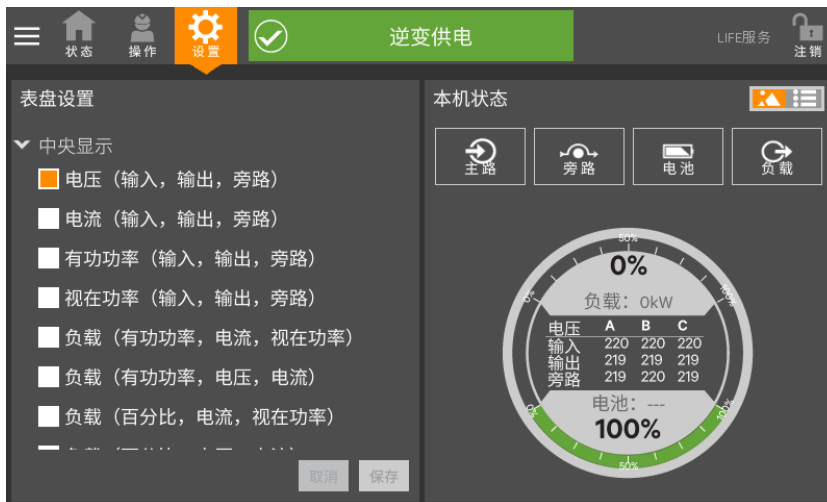 状态
操作
设置
逆变供电
LIFE服务
注销
表盘设置
中央显示
电压（输入，输出，旁路）
电流（输入，输出，旁路）
有功功率（输入，输出，旁路）
视在功率（输入，输出，旁路）
负载（有功功率，电流，视在功率）
负载（有功功率，电压，电流）
负载（百分比，电流，视在功率）
取消
保存
本机状态
主路
旁路
电池
负载
50%
0%
0%
100%
负载：0kW
电压 A B C
输入 220 220 220
输出 219 219 219
旁路 219 220 219
电池：---
100%
0%
100%
50%